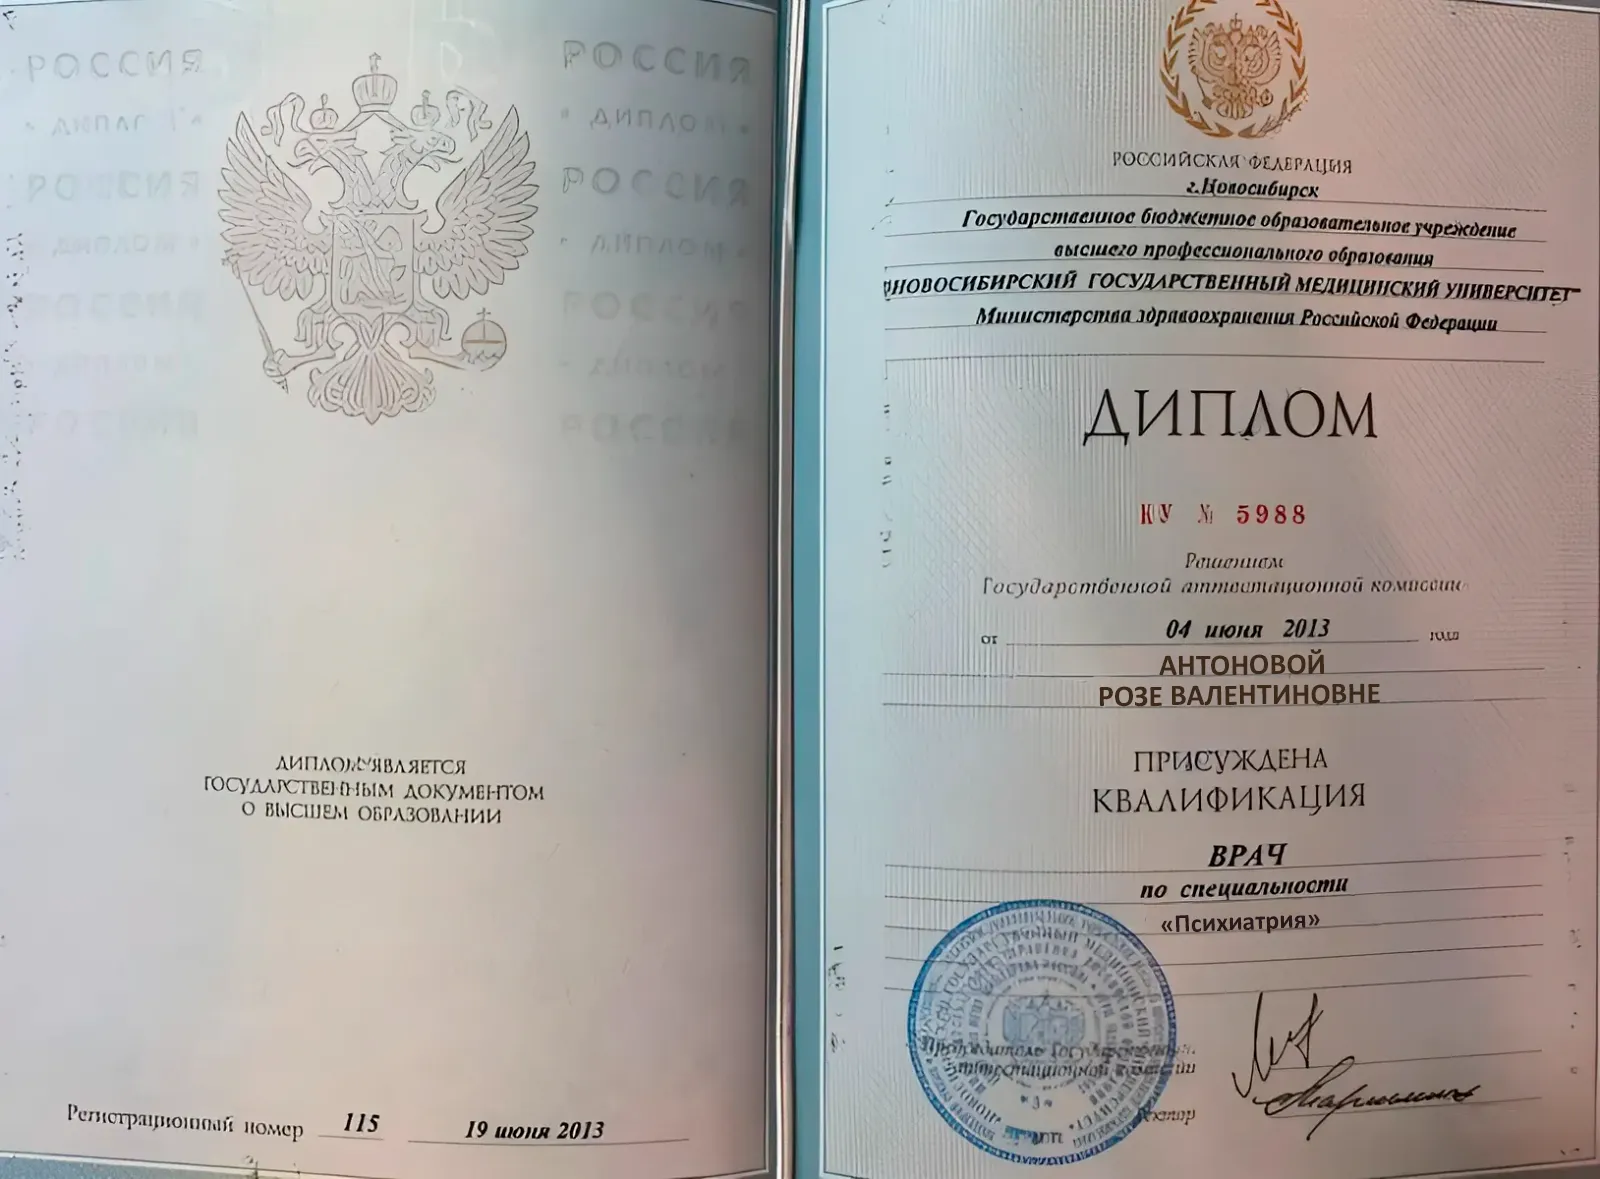 РОССИЯ
РОССИЯ
ДИПЛОМ
РОССИЯ
РОССИЯ
ДИПЛОМ
ДИПЛОМ
РОССИЯ
ДИПЛОМ ЯВЛЯЕТСЯ
ГОСУДАРСТВЕННЫМ ДОКУМЕНТОМ
О ВЫСШЕМ ОБРАЗОВАНИИ
Регистрационный номер 115 19 июня 2013
РОССИЙСКАЯ ФЕДЕРАЦИЯ
г.Новосибирск
Государственное бюджетное образовательное учреждение
высшего профессионального образования
НОВОСИБИРСКИЙ ГОСУДАРСТВЕННЫЙ МЕДИЦИНСКИЙ УНИВЕРСИТЕТ
Министерства здравоохранения Российской Федерации
ДИПЛОМ
КУ № 5988
Решением
Государственной аттестационной комиссии
от 04 июня 2013 года
АНТОНОВОЙ
РОЗЕ ВАЛЕНТИНОВНЕ
ПРИСУЖДЕНА
КВАЛИФИКАЦИЯ
ВРАЧ
по специальности
«Психиатрия»
Председатель Государственной
аттестационной комиссии
Ректор